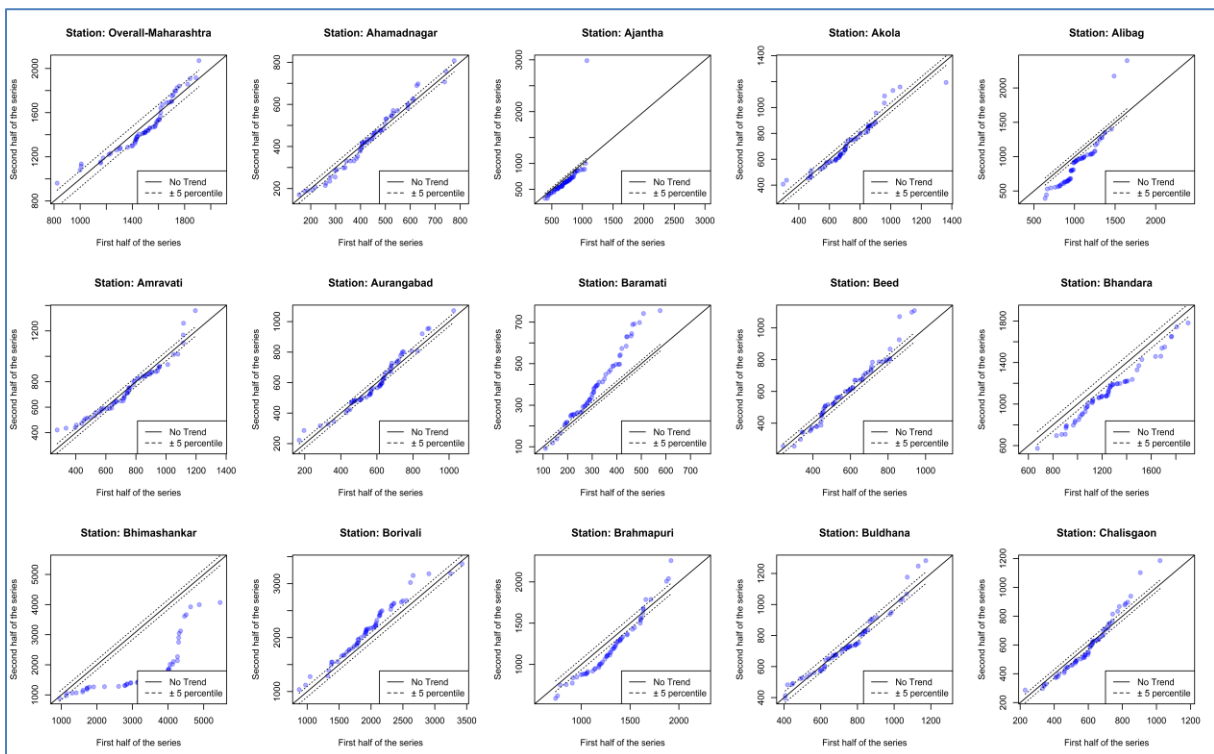 Station: Overall-Maharashtra
Second half of the series
800
1200
1600
2000
800
1000
1400
1800
First half of the series
No Trend
± 5 percentile
Station: Ahamadnagar
Second half of the series
200
400
600
800
200
300
400
500
600
700
800
First half of the series
No Trend
± 5 percentile
Station: Ajantha
Second half of the series
500
1000
2000
3000
500
1000
1500
2000
2500
3000
First half of the series
No Trend
± 5 percentile
Station: Akola
Second half of the series
400
600
800
1000
1400
400
600
800
1000
1200
1400
First half of the series
No Trend
± 5 percentile
Station: Alibag
Second half of the series
500
1000
1500
2000
500
1000
1500
2000
First half of the series
No Trend
± 5 percentile
Station: Amravati
Second half of the series
400
600
800
1200
400
600
800
1000
1200
1400
First half of the series
No Trend
± 5 percentile
Station: Aurangabad
Second half of the series
200
400
600
800
1000
200
400
600
800
1000
First half of the series
No Trend
± 5 percentile
Station: Baramati
Second half of the series
100
300
500
700
100
200
300
400
500
600
700
First half of the series
No Trend
± 5 percentile
Station: Beed
Second half of the series
200
400
600
800
1000
200
400
600
800
1000
First half of the series
No Trend
± 5 percentile
Station: Bhandara
Second half of the series
600
1000
1400
1800
600
800
1200
1600
First half of the series
No Trend
± 5 percentile
Station: Bhimashankar
Second half of the series
1000
2000
3000
4000
5000
1000
2000
3000
4000
5000
First half of the series
No Trend
± 5 percentile
Station: Borivali
Second half of the series
1000
2000
3000
1000
1500
2000
2500
3000
3500
First half of the series
No Trend
± 5 percentile
Station: Brahmapuri
Second half of the series
1000
1500
2000
1000
1500
2000
First half of the series
No Trend
± 5 percentile
Station: Buldhana
Second half of the series
400
600
800
1000
1200
400
600
800
1000
1200
First half of the series
No Trend
± 5 percentile
Station: Chalisgaon
Second half of the series
200
400
600
800
1000
1200
200
400
600
800
1000
1200
First half of the series
No Trend
± 5 percentile